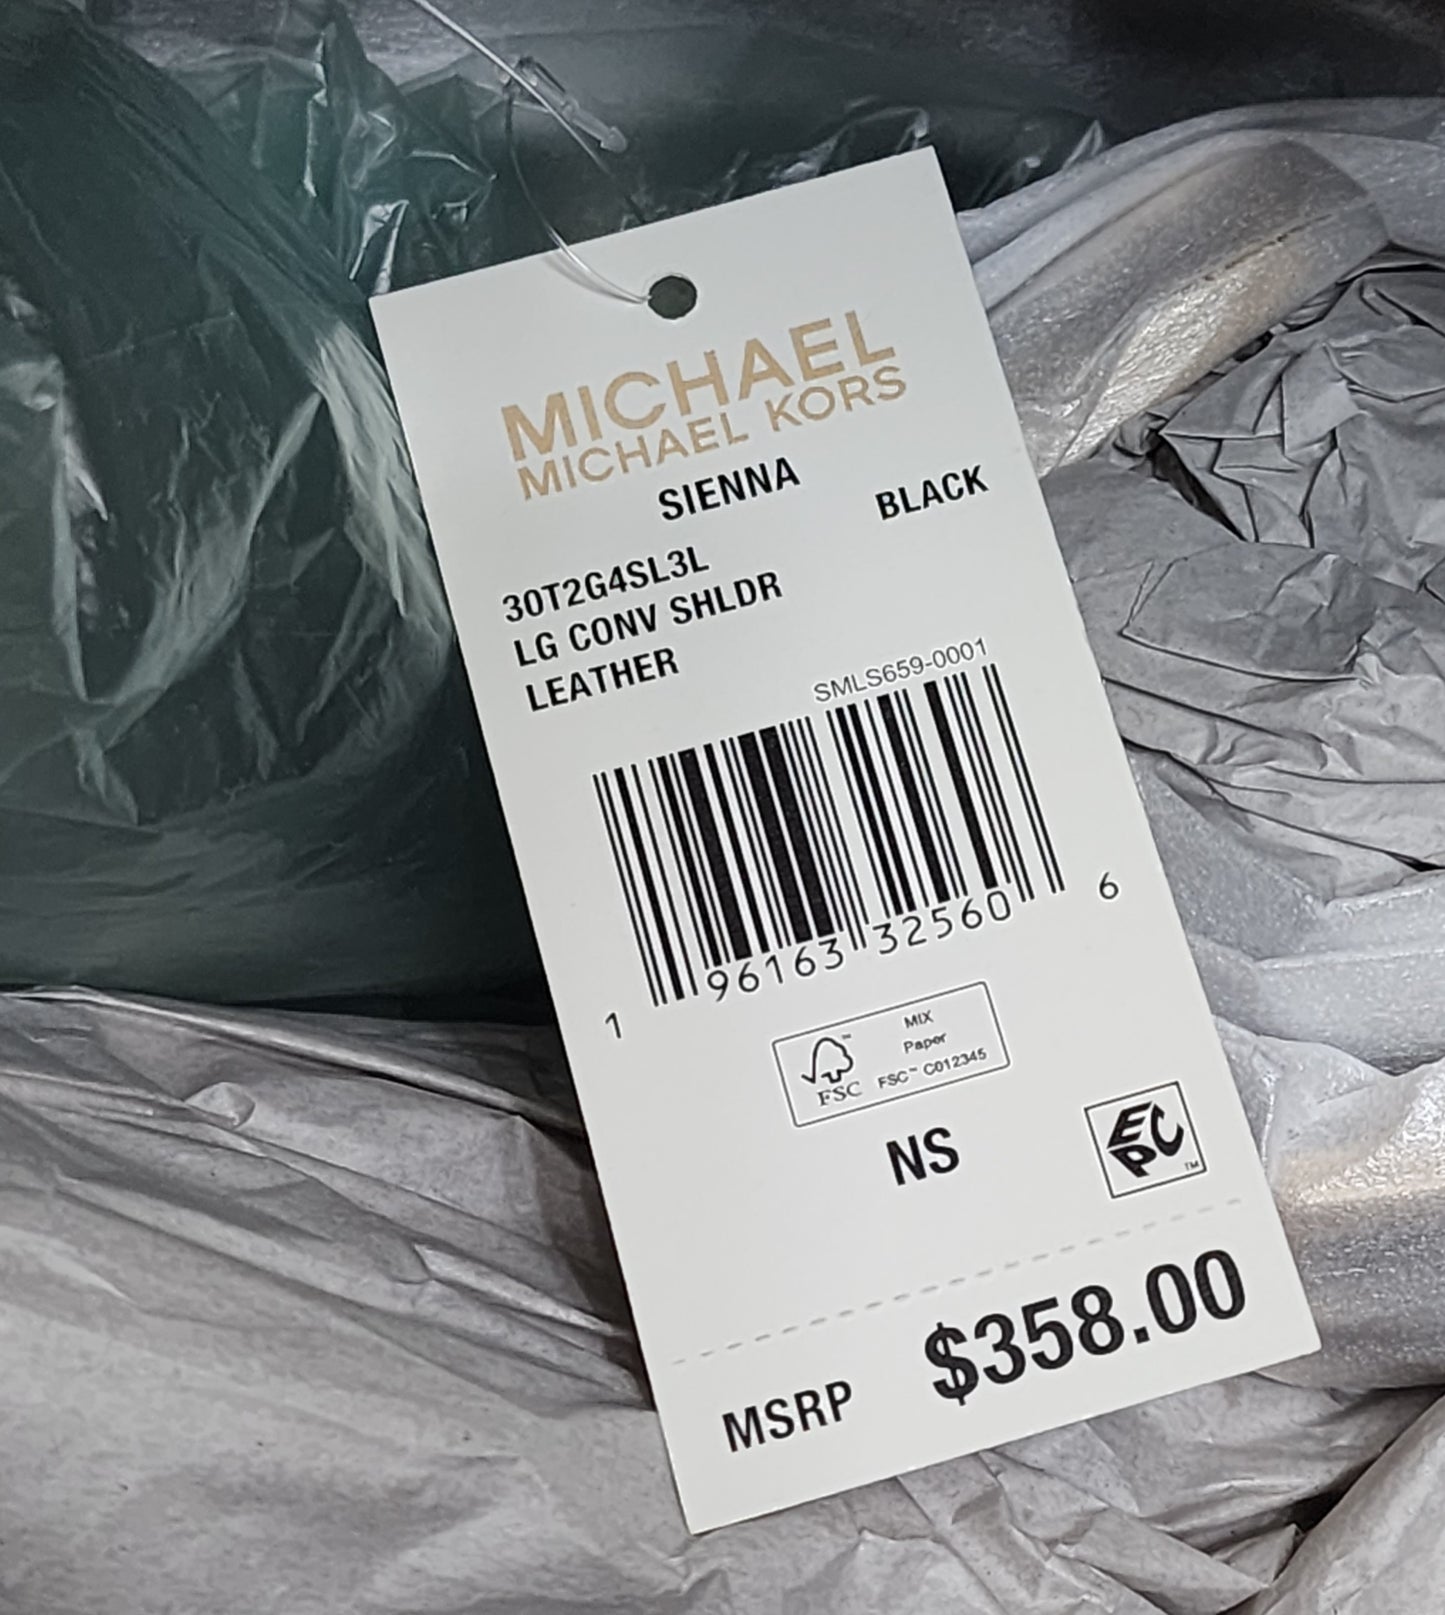 MICHAEL
MICHAEL KORS
SIENNA
BLACK
30T2G4SL3L
LG CONV SHLDR
LEATHER
SMLS659-0001
1 96163 32560 6
MIX
Paper
FSC™ C012345
FSC
NS
EPC™
MSRP $358.00